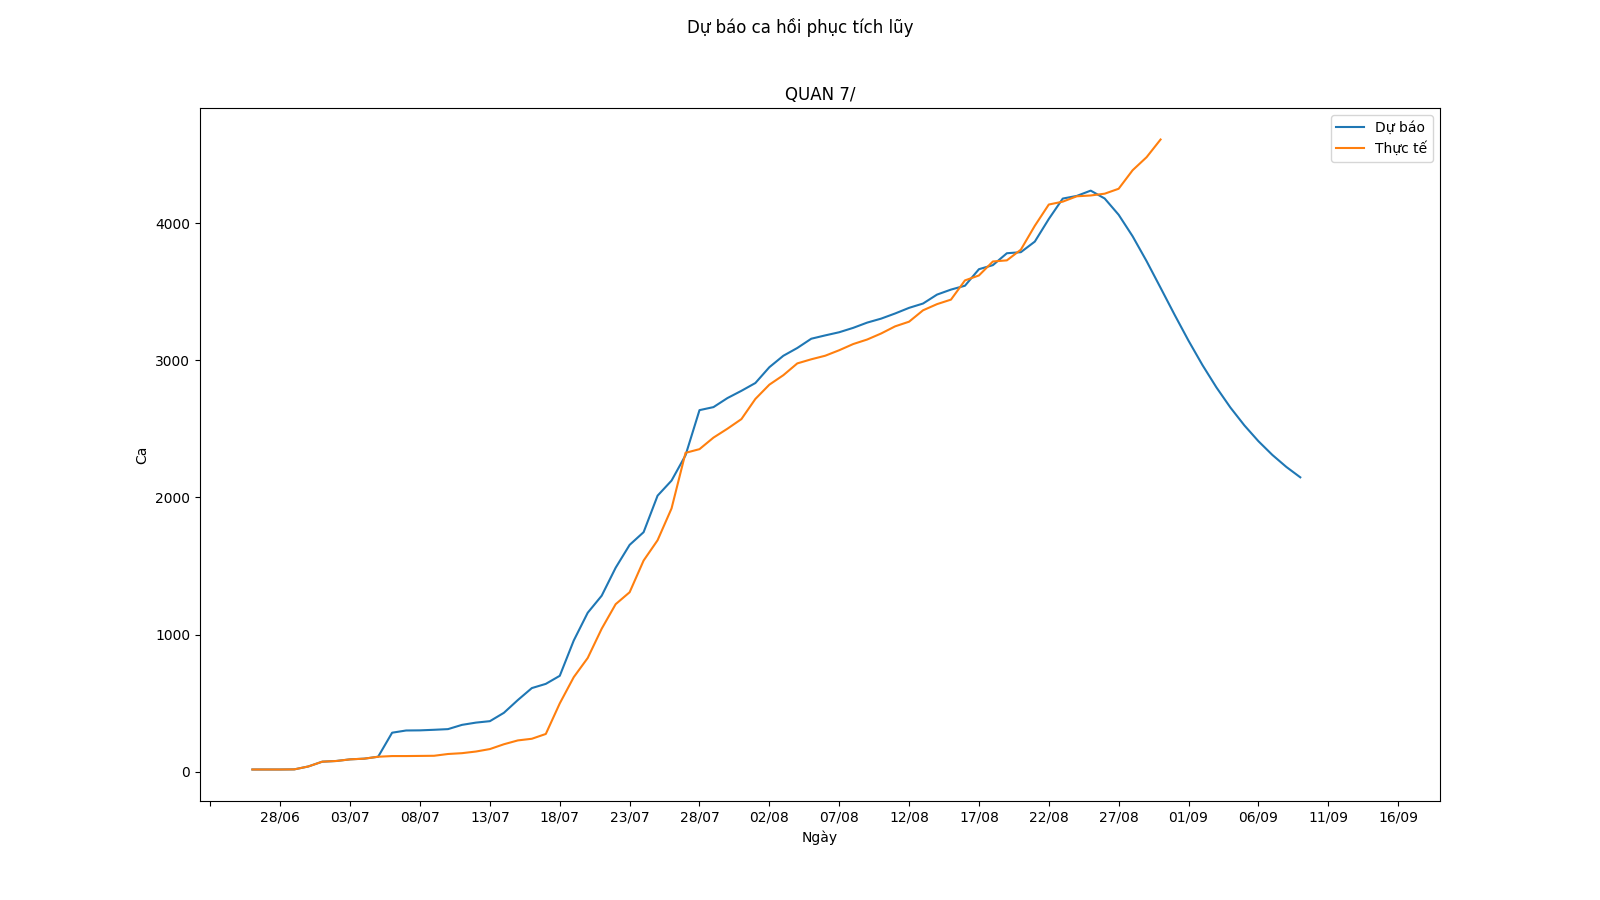 Dự báo ca hồi phục tích lũy
QUAN 7/
Dự báo
Thực tế
4000
3000
2000
1000
0
Ca
28/06 03/07 08/07 13/07 18/07 23/07 28/07 02/08 07/08 12/08 17/08 22/08 27/08 01/09 06/09 11/09 16/09
Ngày